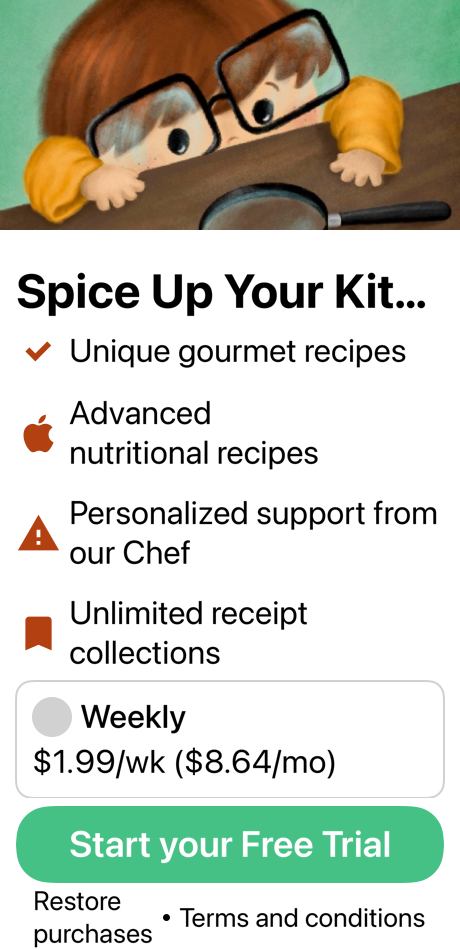 Spice Up Your Kit...
Unique gourmet recipes
Advanced
nutritional recipes
Personalized support from
our Chef
Unlimited receipt
collections
Weekly
$1.99/wk ($8.64/mo)
Start your Free Trial
Restore
purchases
• Terms and conditions